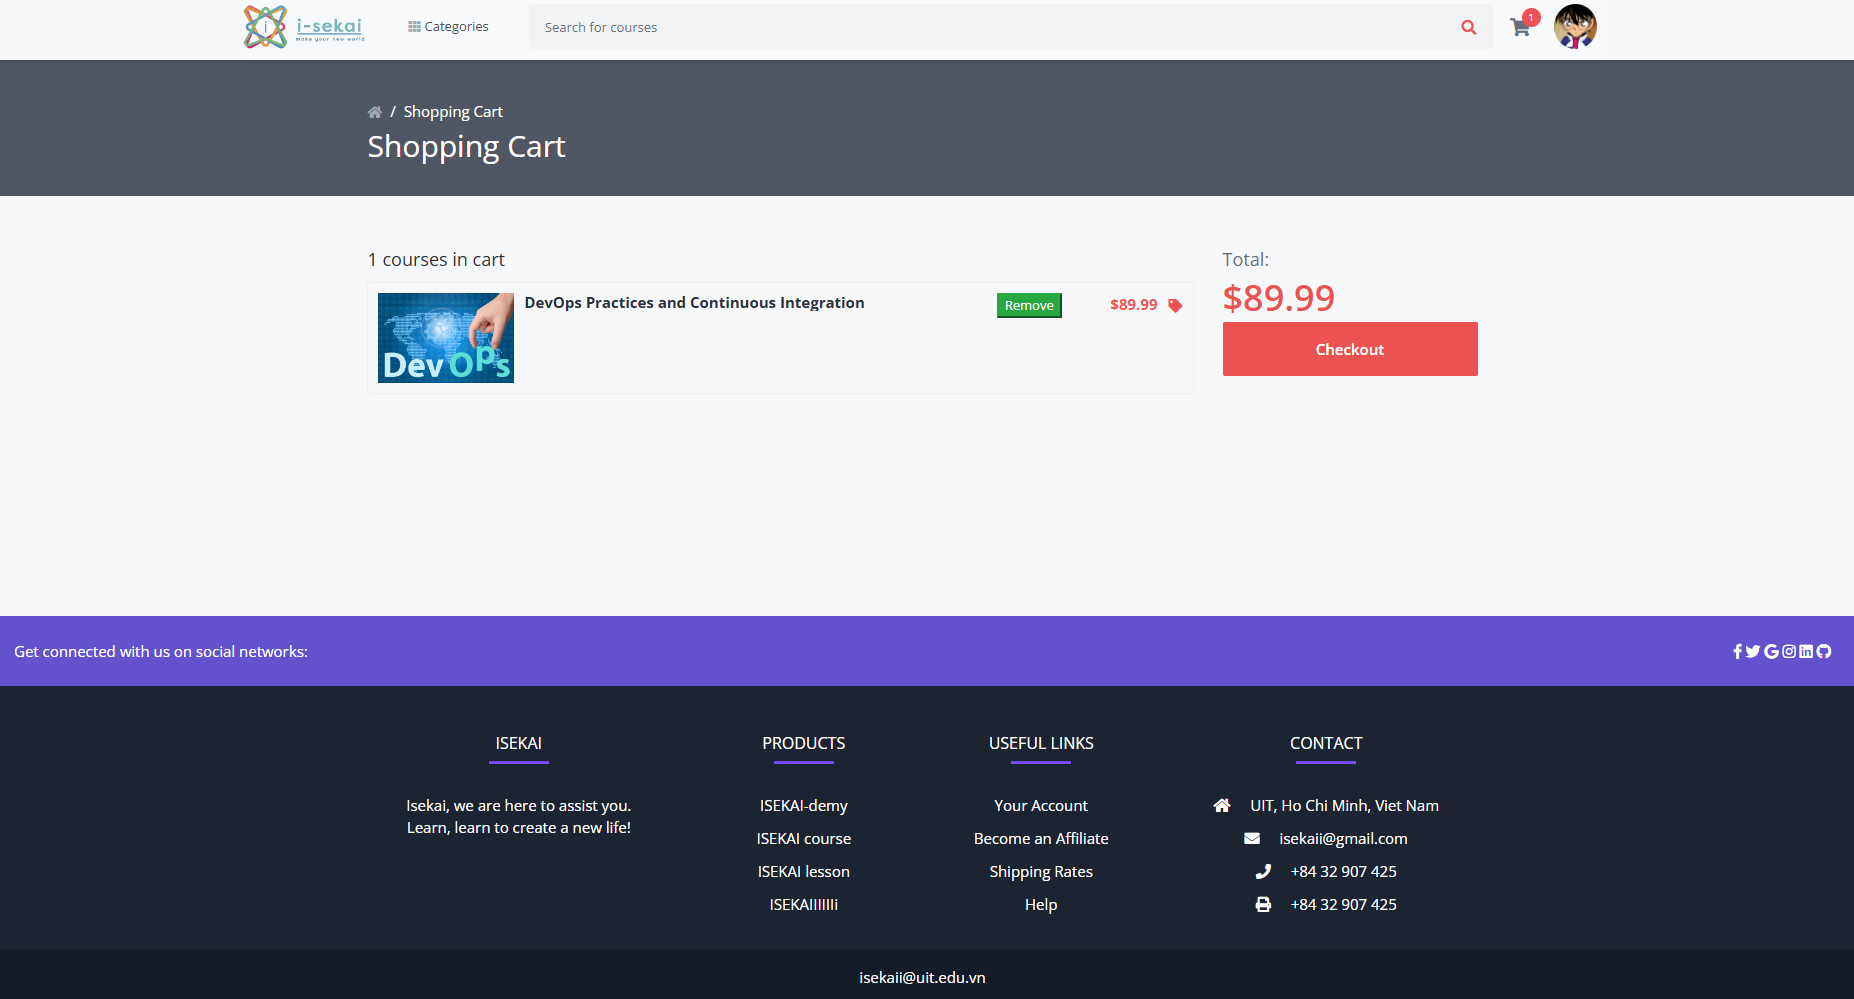 i
i-sekai
make your new world
Categories
Search for courses
1
/ Shopping Cart
Shopping Cart
1 courses in cart
Total:
DevOps Practices and Continuous Integration
Remove
$89.99
$89.99
Checkout
DevOps
Get connected with us on social networks:
ISEKAI
Isekai, we are here to assist you.
Learn, learn to create a new life!
PRODUCTS
ISEKAI-demy
ISEKAI course
ISEKAI lesson
ISEKAIIIIIIi
USEFUL LINKS
Your Account
Become an Affiliate
Shipping Rates
Help
CONTACT
UIT, Ho Chi Minh, Viet Nam
isekaii@gmail.com
+84 32 907 425
+84 32 907 425
isekaii@uit.edu.vn